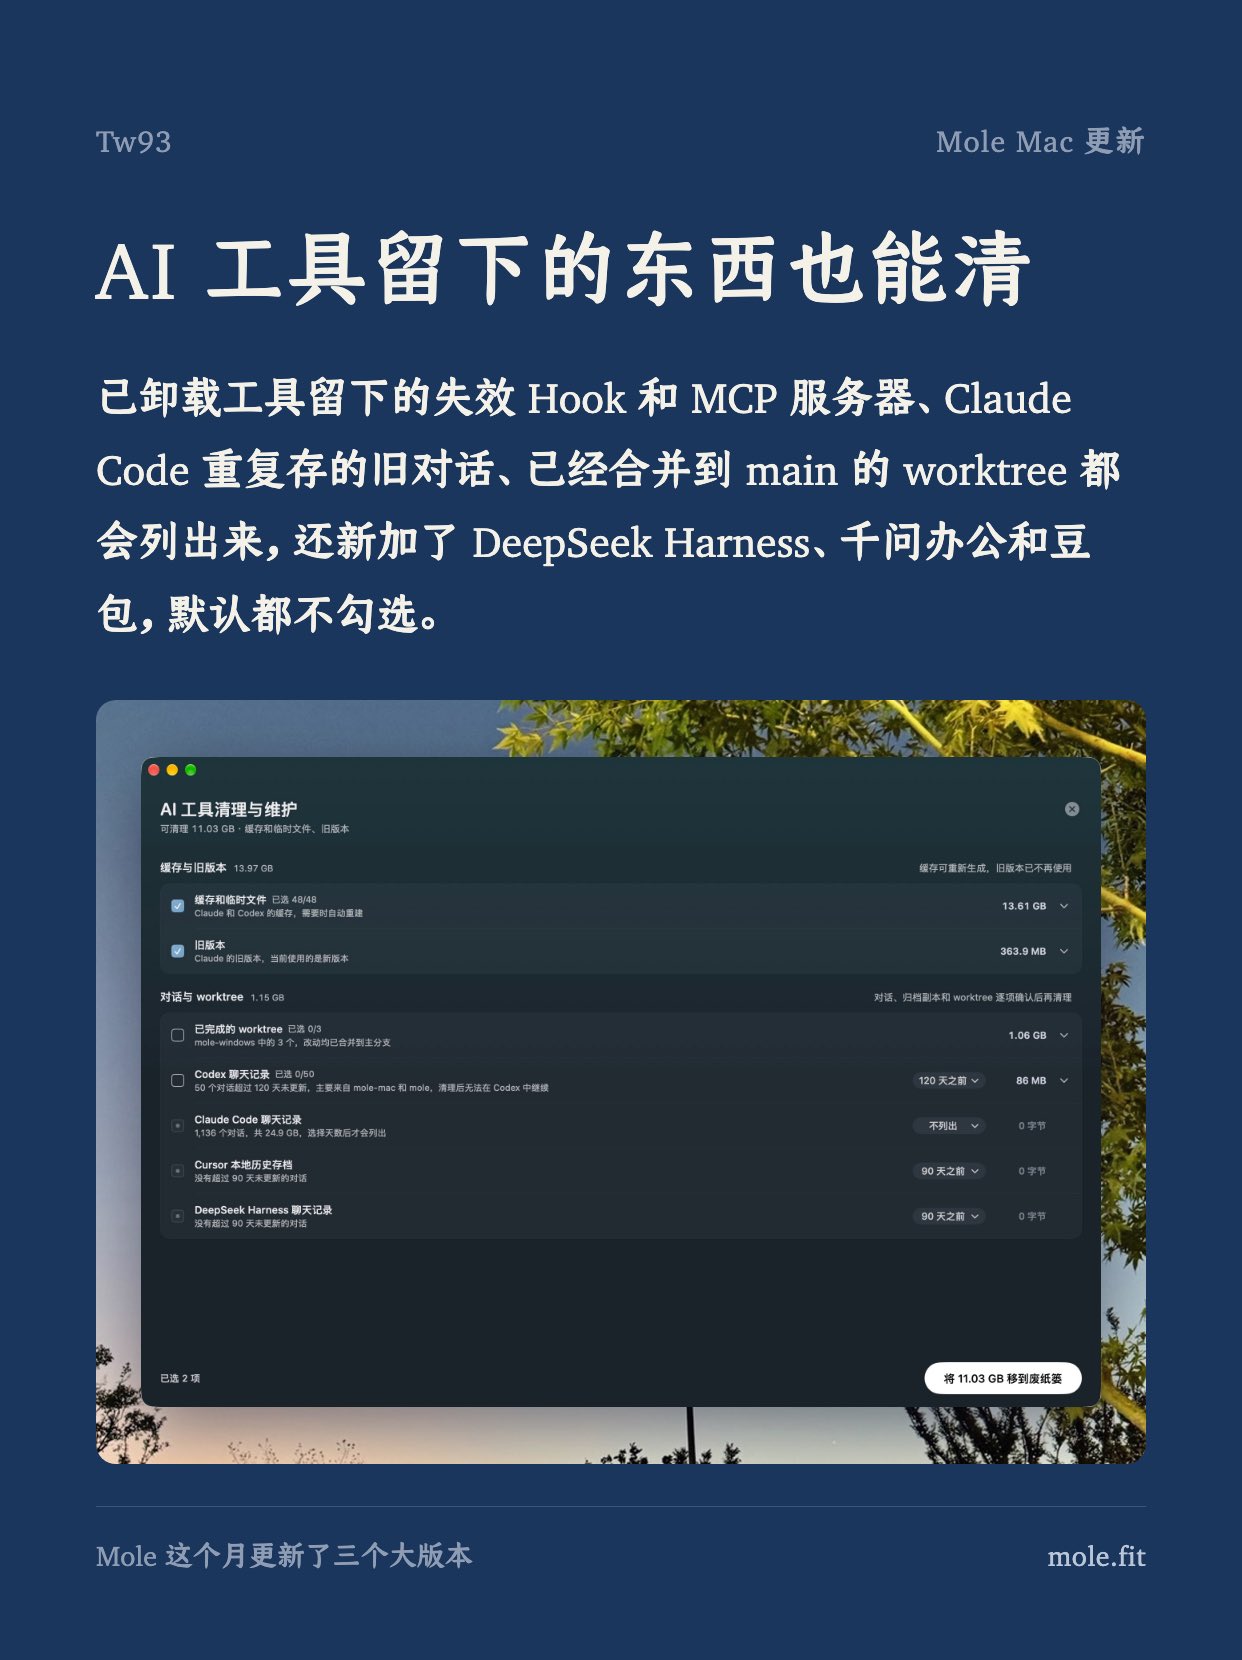 Tw93
Mole Mac 更新
AI 工具留下的东西也能清
已卸载工具留下的失效 Hook 和 MCP 服务器、Claude
Code 重复存的旧对话、已经合并到 main 的 worktree 都
会列出来，还新加了 DeepSeek Harness、千问办公和豆
包，默认都不勾选。
AI 工具清理与维护
可清理 11.03 GB · 缓存和临时文件、旧版本
缓存与旧版本 13.97 GB
缓存可重新生成，旧版本已不再使用
缓存和临时文件 已选 48/48
Claude 和 Codex 的缓存，需要时自动重建
13.61 GB
旧版本
Claude 的旧版本，当前使用的是新版本
363.9 MB
对话与 worktree 1.15 GB
对话、归档副本和 worktree 逐项确认后再清理
已完成的 worktree 已选 0/3
mole-windows 中的 3 个，改动均已合并到主分支
1.06 GB
Codex 聊天记录 已选 0/50
50 个对话超过 120 天未更新，主要来自 mole-mac 和 mole，清理后无法在 Codex 中继续
120 天之前
86 MB
Claude Code 聊天记录
1,136 个对话，共 24.9 GB，选择天数后才会列出
不列出
0 字节
Cursor 本地历史存档
没有超过 90 天未更新的对话
90 天之前
0 字节
DeepSeek Harness 聊天记录
没有超过 90 天未更新的对话
90 天之前
0 字节
已选 2 项
将 11.03 GB 移到废纸篓
Mole 这个月更新了三个大版本
mole.fit